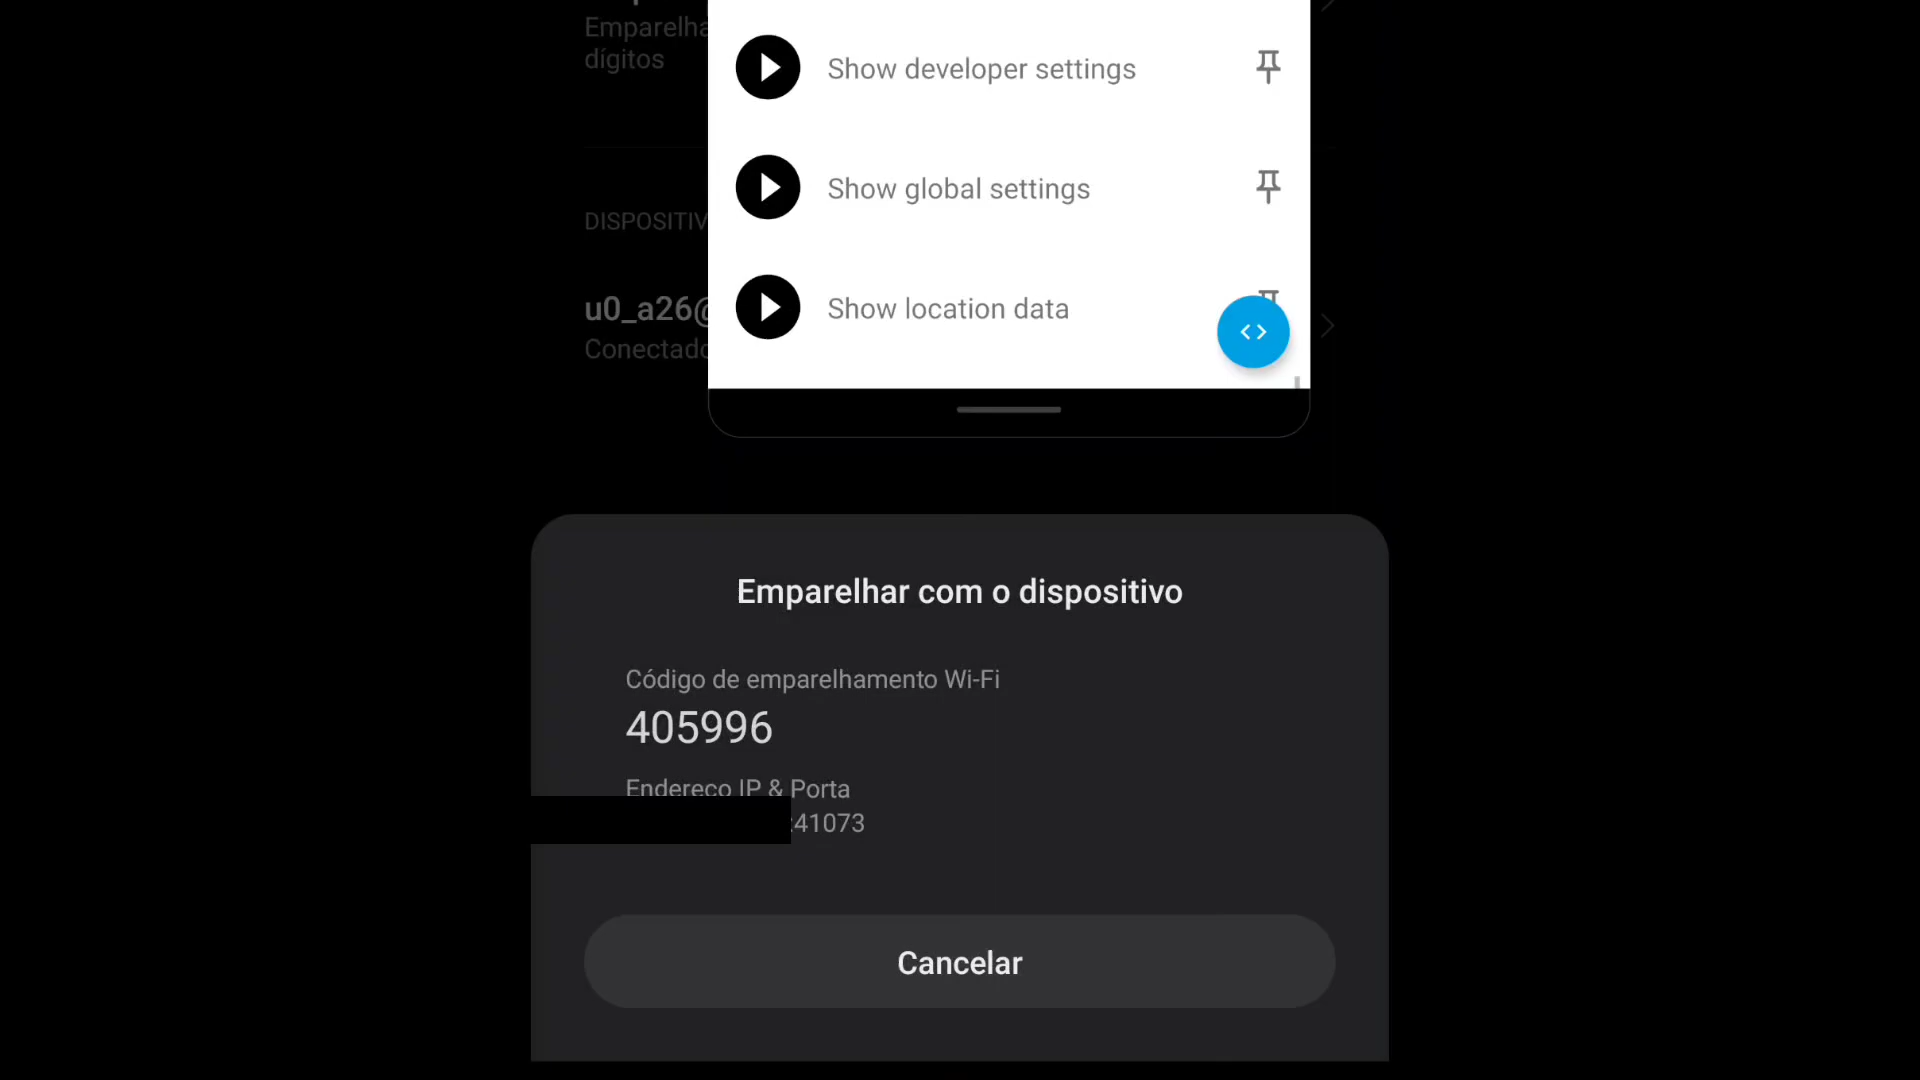 Emparelha
dígitos
Show developer settings
Show global settings
DISPOSITIV
Show location data
u0_a26@
Conectado
Emparelhar com o dispositivo
Código de emparelhamento Wi-Fi
405996
Endereço IP & Porta
:41073
Cancelar